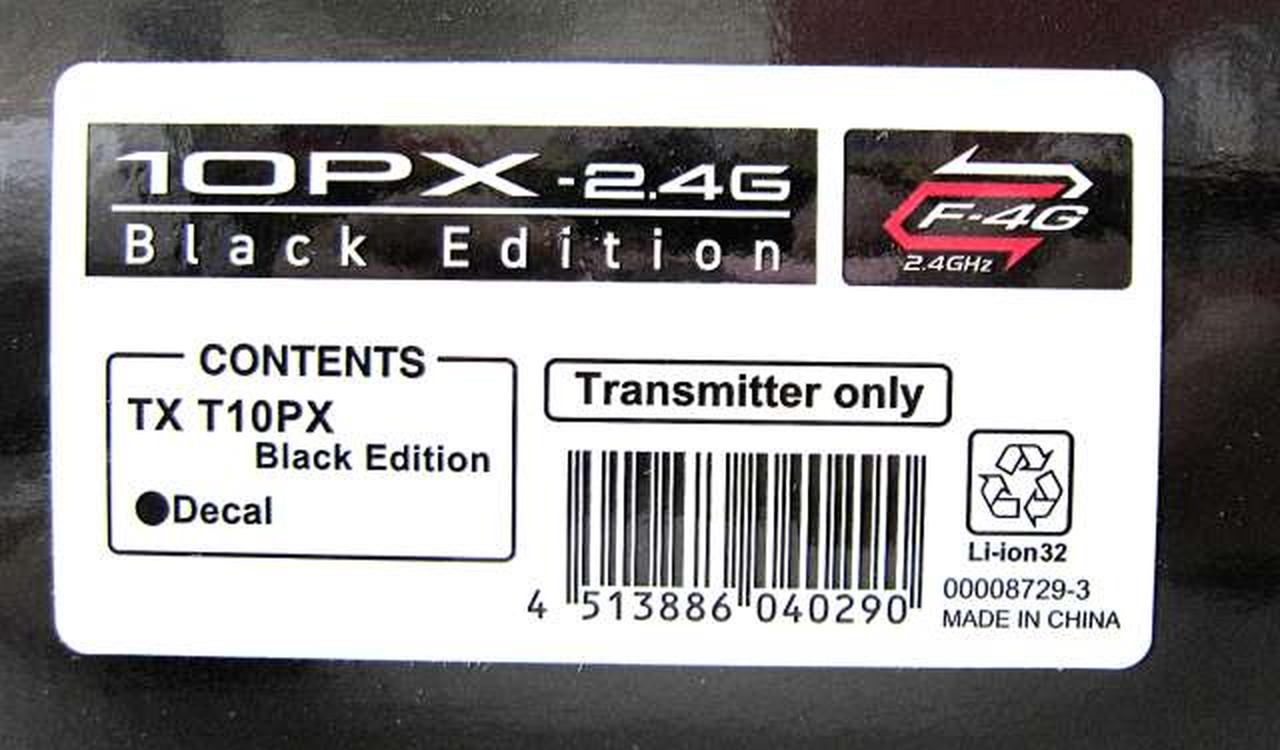 10PX-2.4G
Black Edition
F-4G
2.4GHz
CONTENTS
TX T10PX
Black Edition
●Decal
Transmitter only
4 513886 040290
Li-ion32
00008729-3
MADE IN CHINA